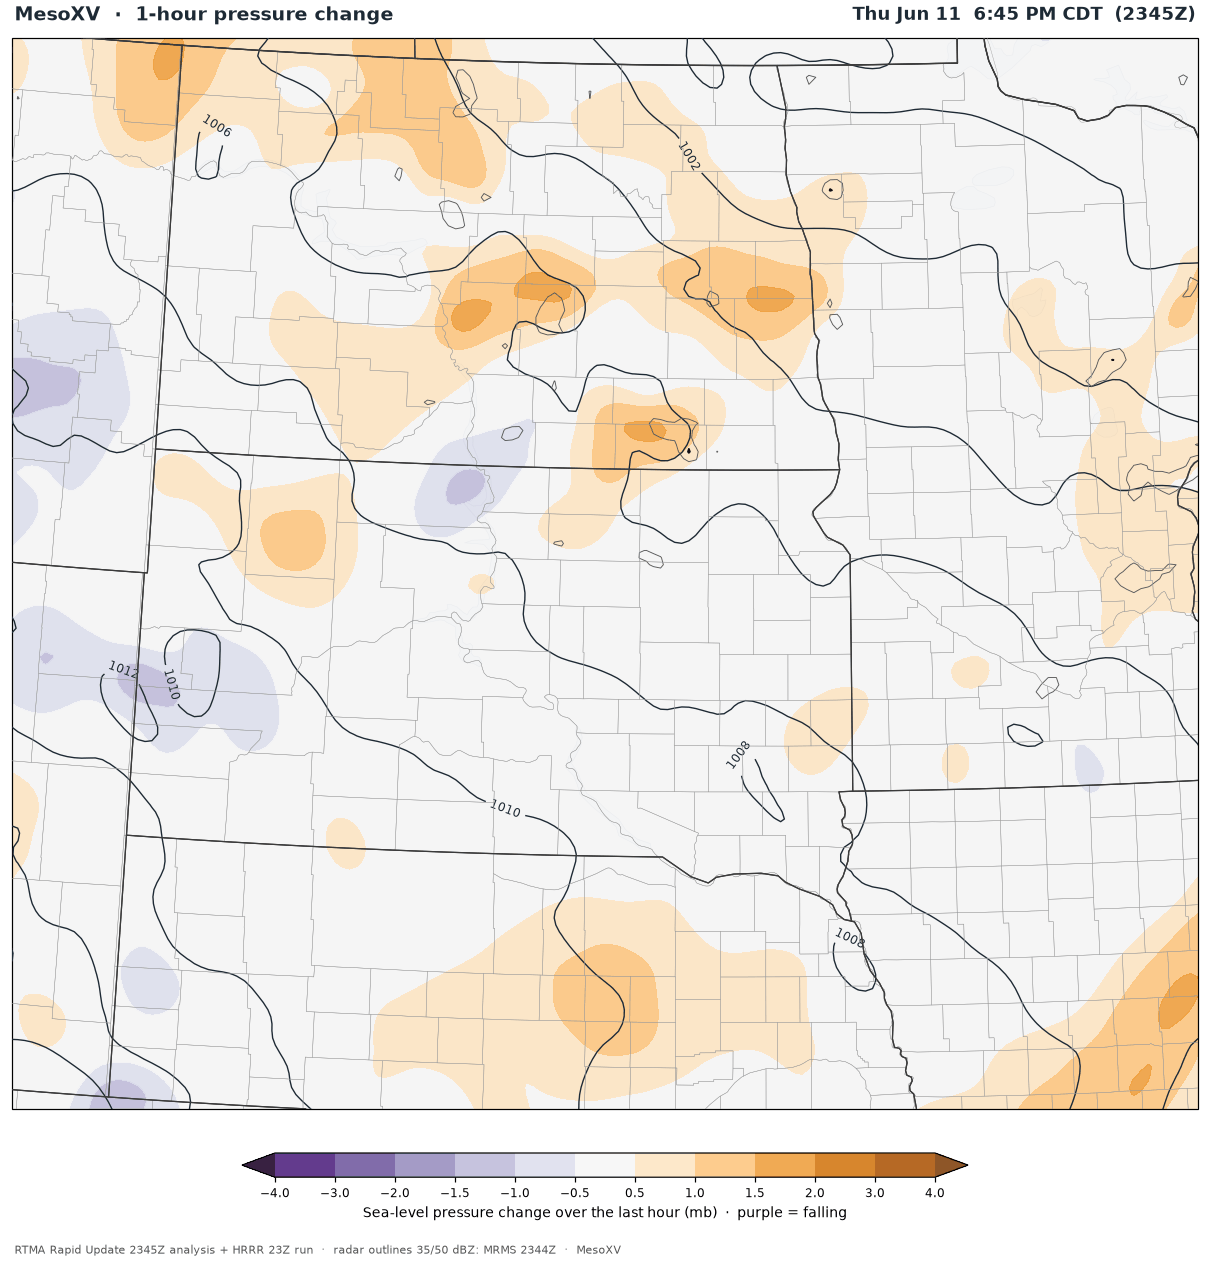 MesoXV · 1-hour pressure change
Thu Jun 11 6:45 PM CDT (2345Z)
1006
1002
1012
1010
1008
1010
1008
−4.0 −3.0 −2.0 −1.5 −1.0 −0.5 0.5 1.0 1.5 2.0 3.0 4.0
Sea-level pressure change over the last hour (mb) · purple = falling
RTMA Rapid Update 2345Z analysis + HRRR 23Z run · radar outlines 35/50 dBZ: MRMS 2344Z · MesoXV